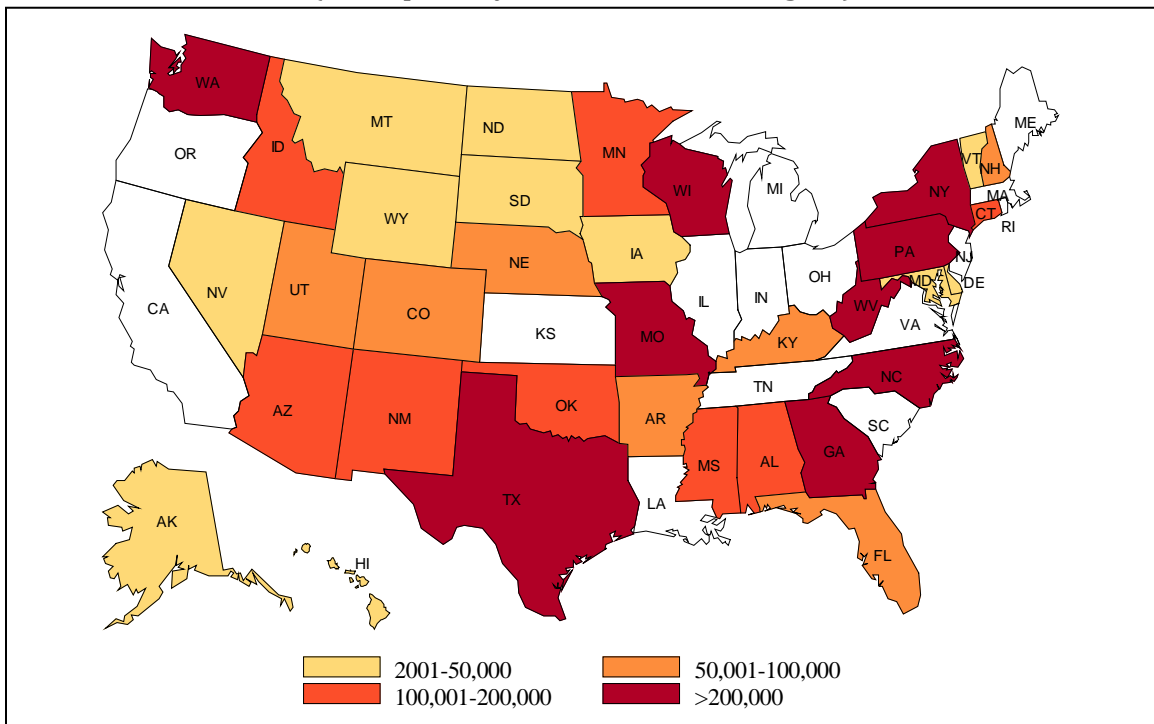 WA
MT
ND
ME
OR
ID
MN
VT
NH
WI
MI
NY
MA
SD
CT
WY
RI
IA
PA
NJ
NE
OH
MD
DE
NV
UT
IL
IN
WV
CA
CO
VA
KS
MO
KY
TN
NC
AZ
NM
OK
AR
SC
MS
AL
GA
TX
LA
AK
FL
HI
2001-50,000
50,001-100,000
100,001-200,000
>200,000